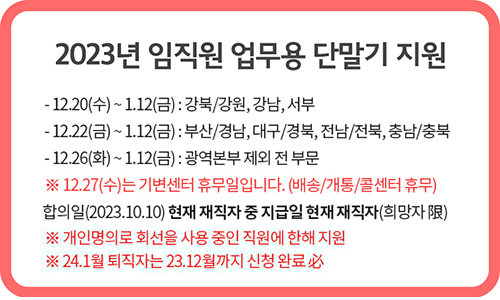 2023년 임직원 업무용 단말기 지원
- 12.20(수) ~ 1.12(금) : 강북/강원, 강남, 서부
- 12.22(금) ~ 1.12(금) : 부산/경남, 대구/경북, 전남/전북, 충남/충북
- 12.26(화) ~ 1.12(금) : 광역본부 제외 전 부문
※ 12.27(수)는 기변센터 휴무일입니다. (배송/개통/콜센터 휴무)
합의일(2023.10.10) 현재 재직자 중 지급일 현재 재직자(희망자 限)
※ 개인명의로 회선을 사용 중인 직원에 한해 지원
※ 24.1월 퇴직자는 23.12월까지 신청 완료 必